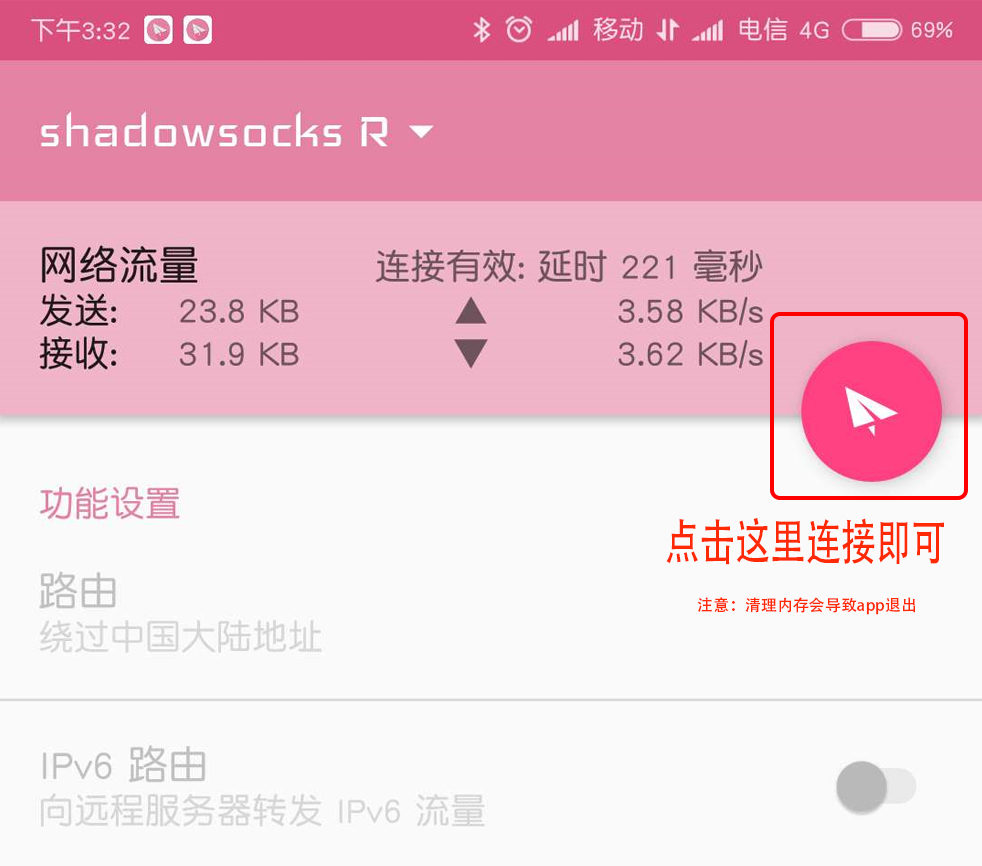 下午3:32 移动 电信 4G 69%
shadowsocks R
网络流量 连接有效: 延时 221 毫秒
发送: 23.8 KB ▲ 3.58 KB/s
接收: 31.9 KB ▼ 3.62 KB/s
功能设置
点击这里连接即可
路由
注意：清理内存会导致app退出
绕过中国大陆地址
IPv6 路由
向远程服务器转发 IPv6 流量